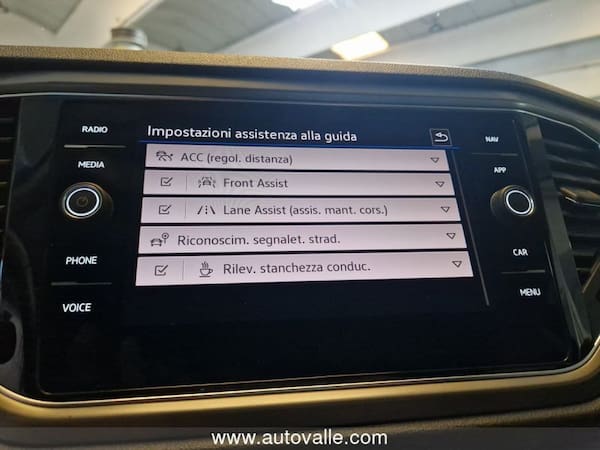 RADIO
MEDIA
PHONE
VOICE
Impostazioni assistenza alla guida
ACC (regol. distanza)
Front Assist
Lane Assist (assis. mant. cors.)
Riconoscim. segnalet. strad.
Rilev. stanchezza conduc.
NAV
APP
CAR
MENU
www.autovalle.com